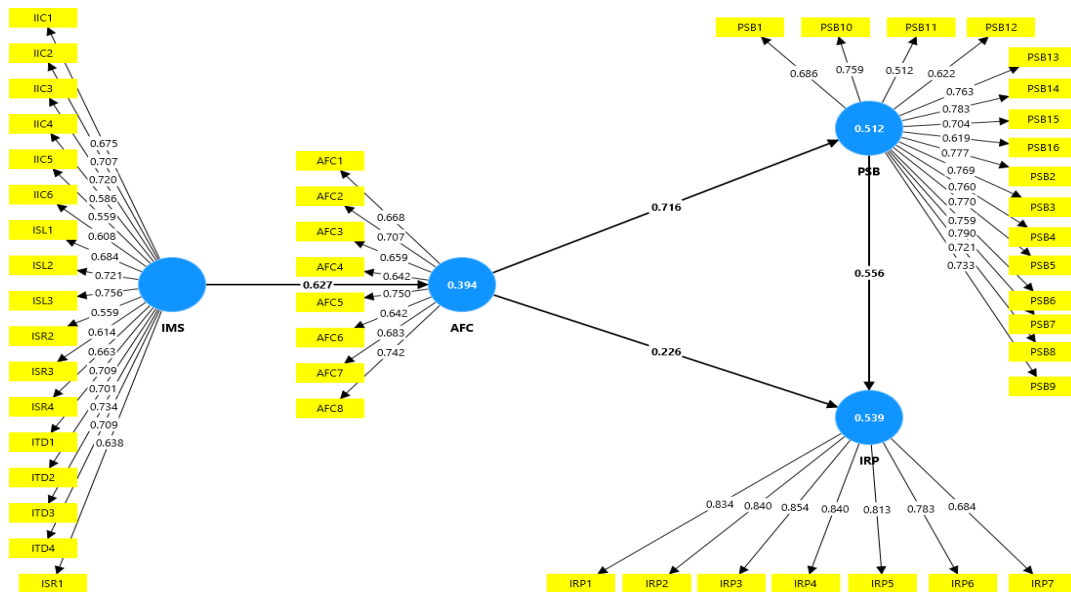 IIC1
IIC2
IIC3
IIC4
IIC5
IIC6
ISL1
ISL2
ISL3
ISR2
ISR3
ISR4
ITD1
ITD2
ITD3
ITD4
ISR1
0.675
0.707
0.720
0.586
0.559
0.608
0.684
0.721
0.756
0.559
0.614
0.663
0.709
0.701
0.734
0.709
0.638
IMS
0.627
AFC1
AFC2
AFC3
AFC4
AFC5
AFC6
AFC7
AFC8
0.668
0.707
0.659
0.642
0.750
0.642
0.683
0.742
0.394
AFC
0.716
0.226
PSB1
PSB10
PSB11
PSB12
PSB13
PSB14
PSB15
PSB16
PSB2
PSB3
PSB4
PSB5
PSB6
PSB7
PSB8
PSB9
0.686
0.759
0.512
0.622
0.763
0.783
0.704
0.619
0.777
0.769
0.760
0.770
0.759
0.790
0.721
0.733
0.512
PSB
0.556
0.539
IRP
0.834
0.840
0.854
0.840
0.813
0.783
0.684
IRP1
IRP2
IRP3
IRP4
IRP5
IRP6
IRP7